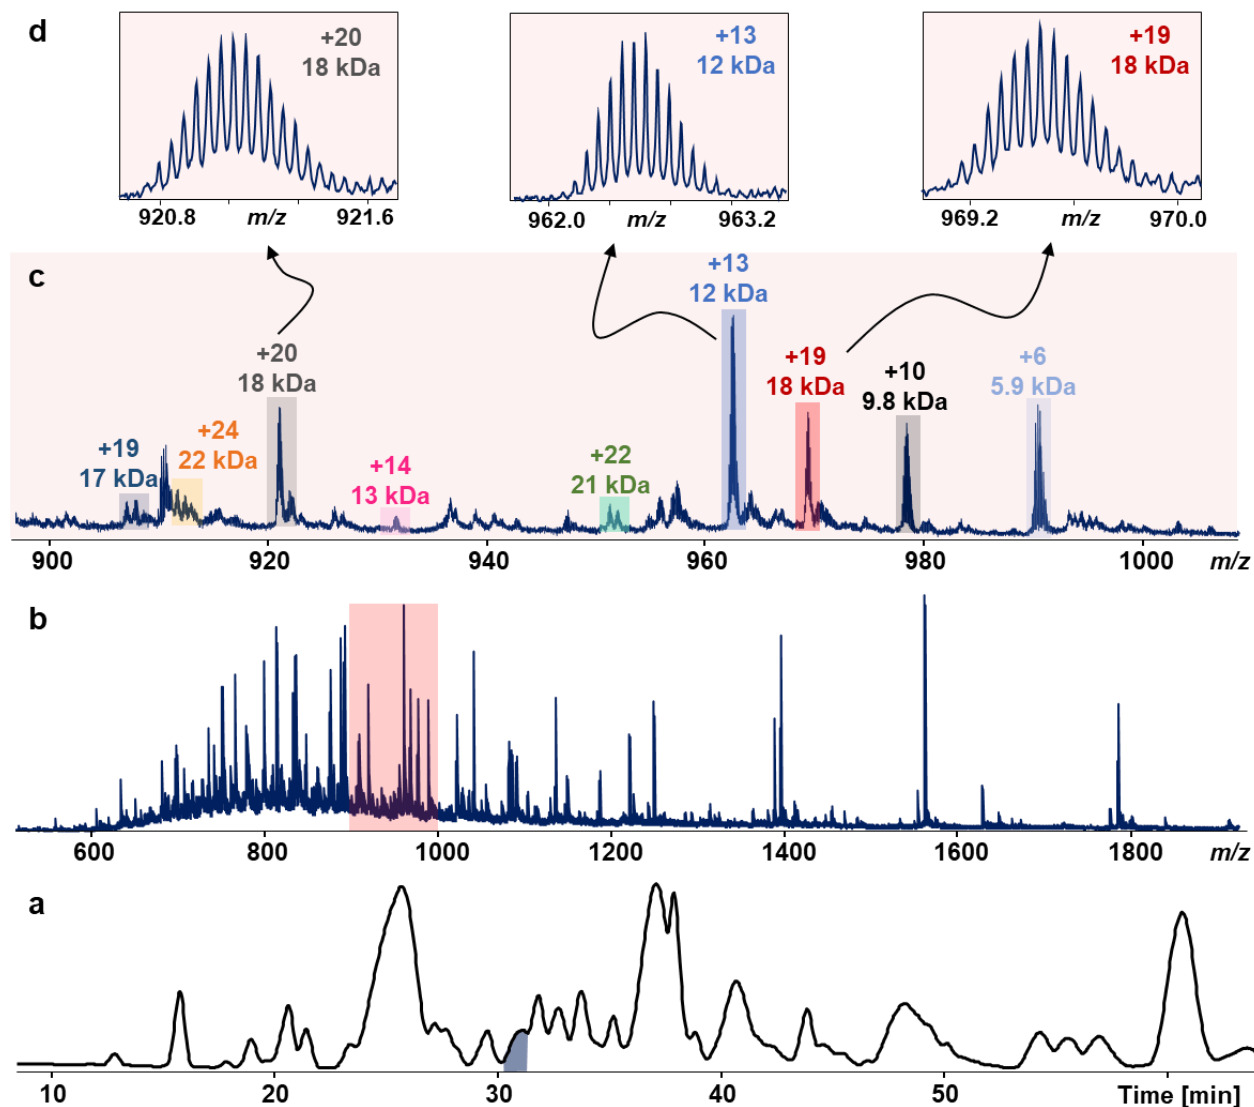 d
+20
18 kDa
920.8 m/z 921.6
+13
12 kDa
962.0 m/z 963.2
+19
18 kDa
969.2 m/z 970.0
c
+19
17 kDa
+24
22 kDa
+20
18 kDa
+14
13 kDa
+22
21 kDa
+13
12 kDa
+19
18 kDa
+10
9.8 kDa
+6
5.9 kDa
900 920 940 960 980 1000 m/z
b
600 800 1000 1200 1400 1600 1800 m/z
a
10 20 30 40 50 Time [min]